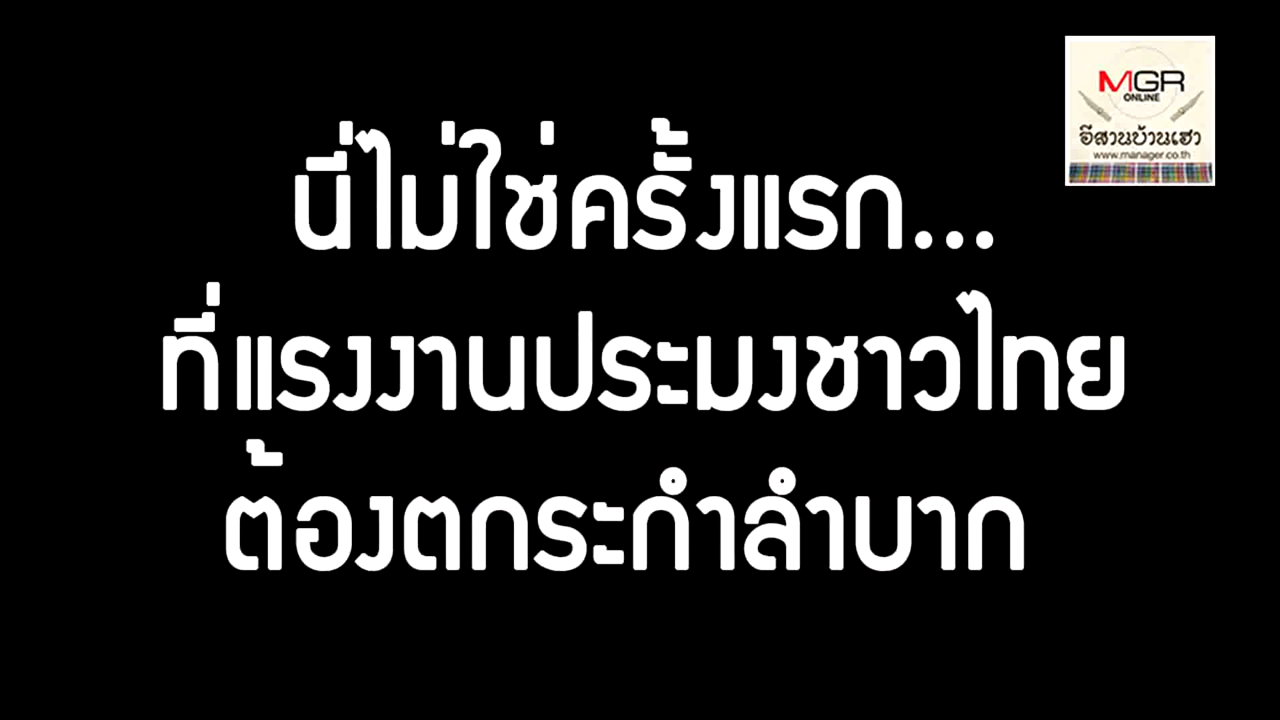 MGR
ONLINE
อีสานบ้านเฮา
www.manager.co.th
นี่ไม่ใช่ครั้งแรก...
ที่แรงงานประมงชาวไทย
ต้องตกระกำลำบาก